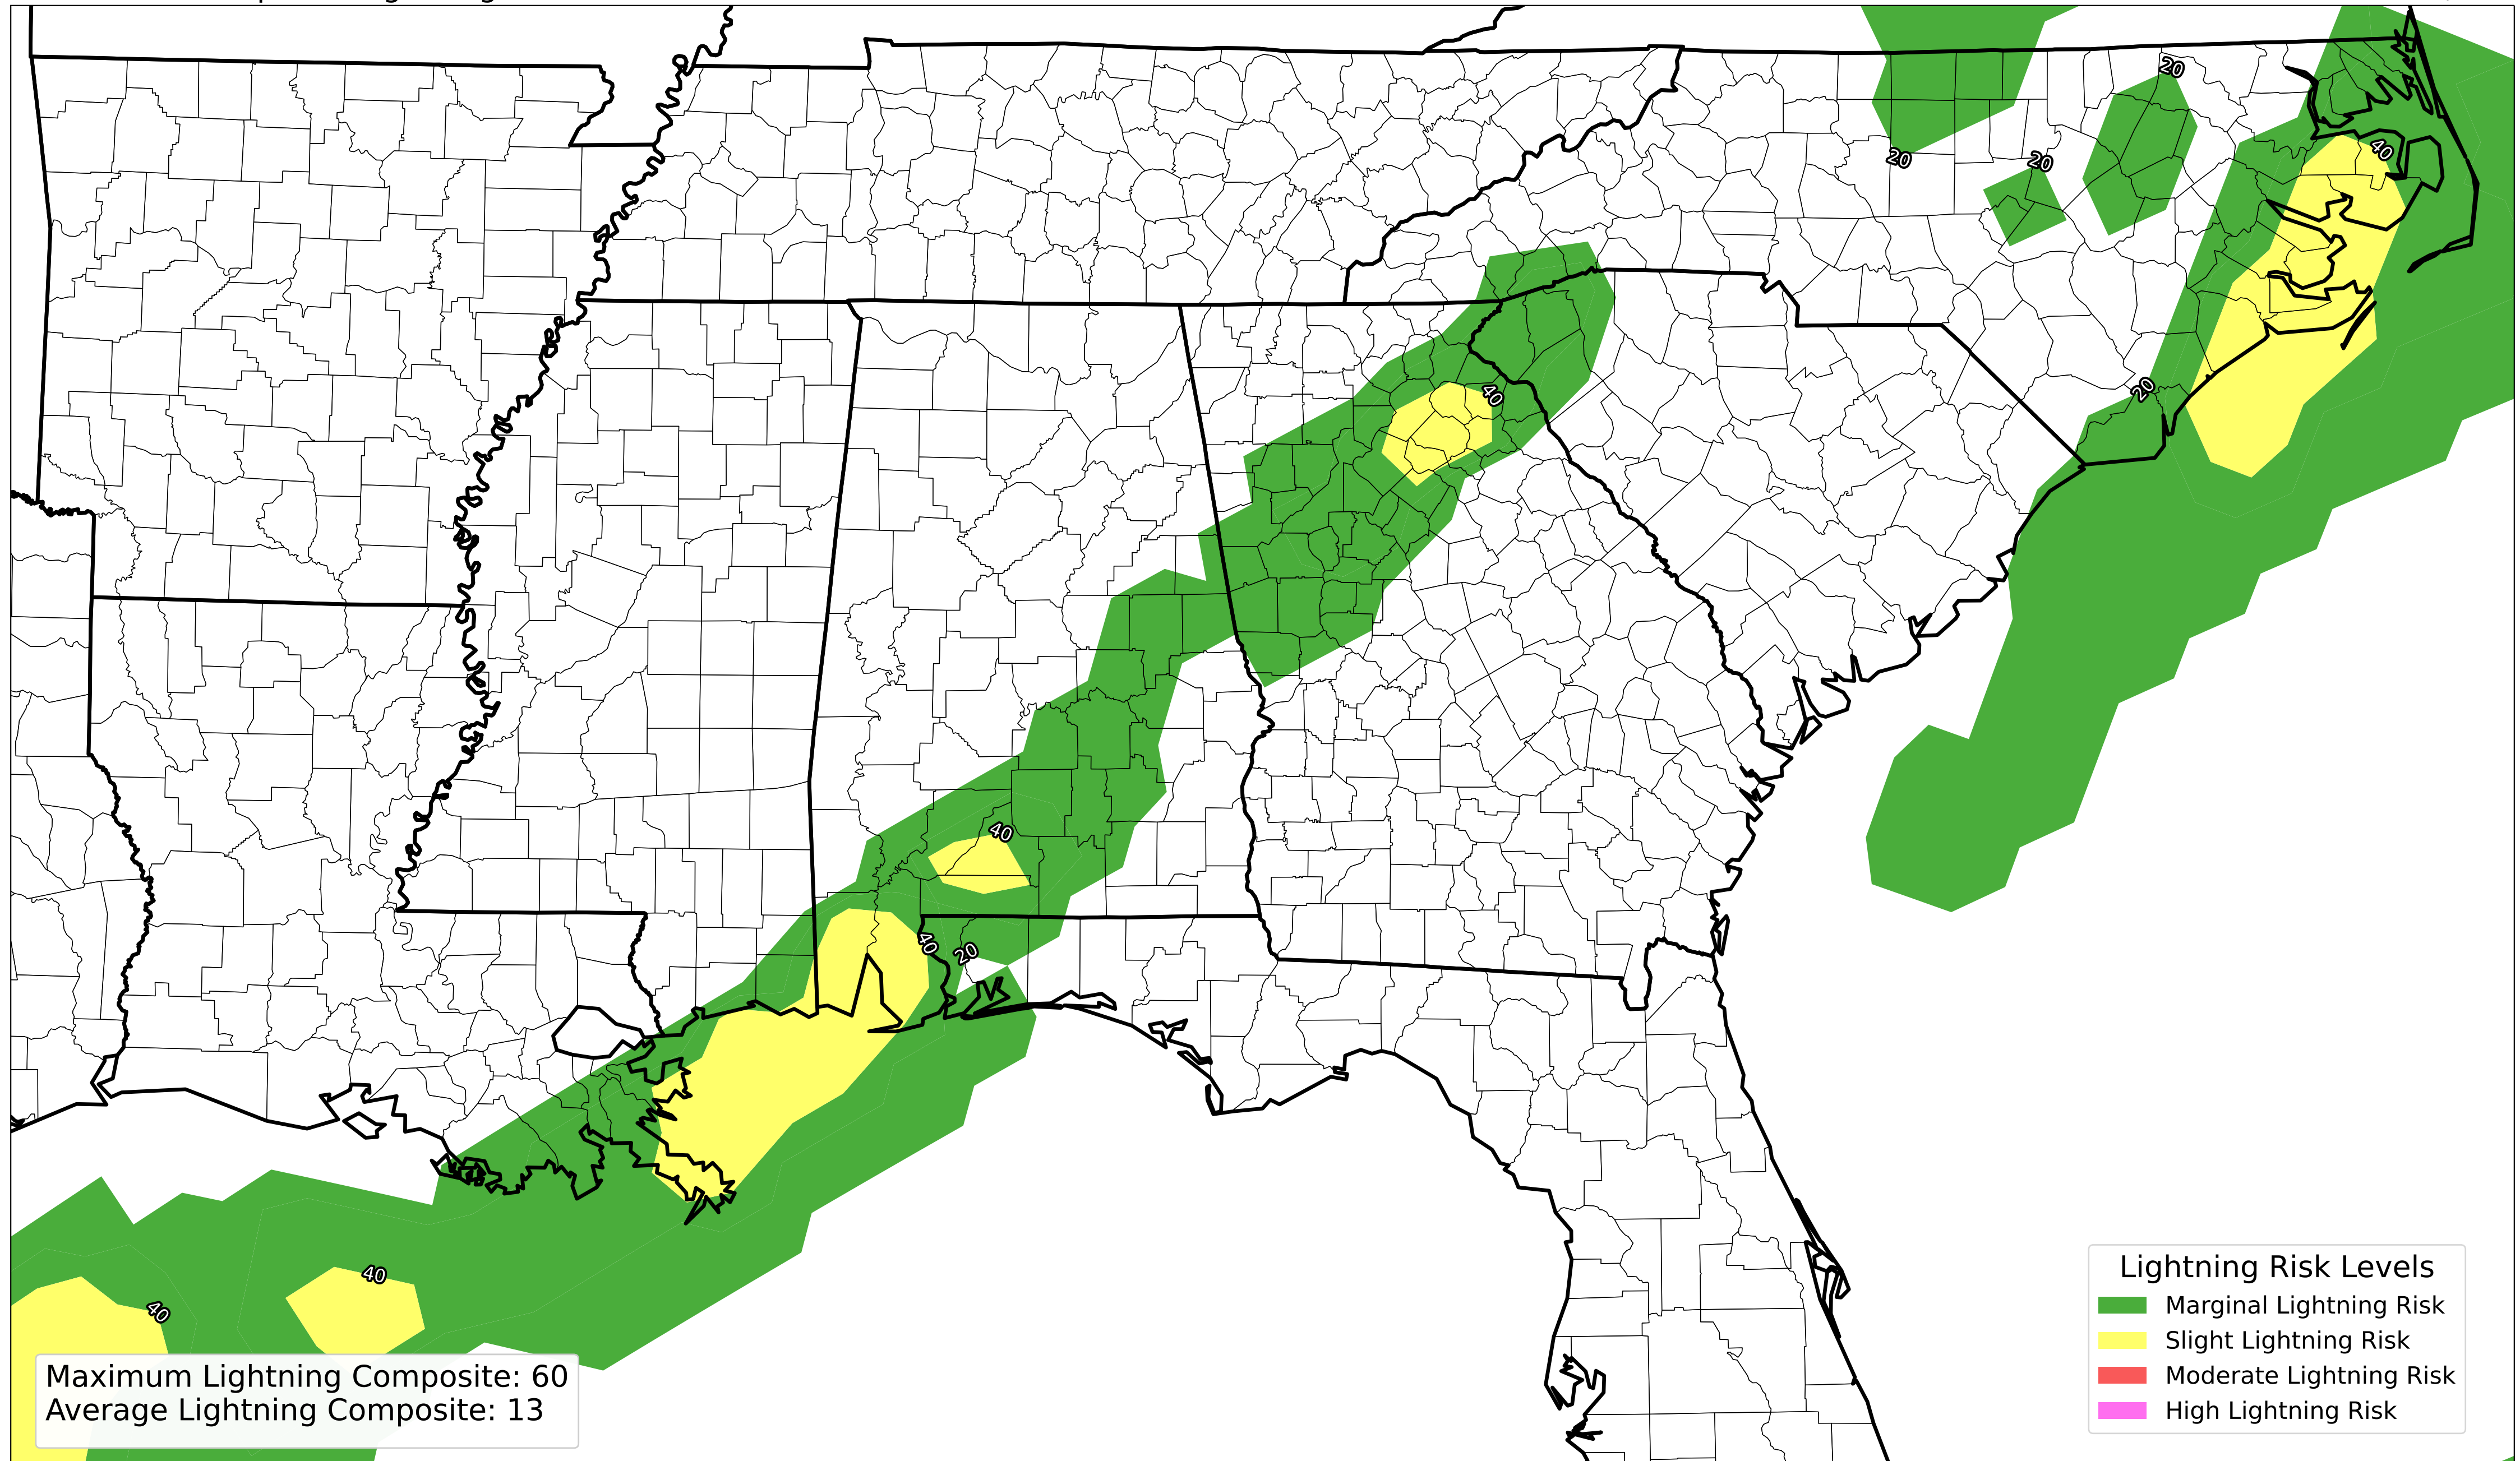 20
20
20
40
40
20
40
40
20
40
40
Lightning Risk Levels
Marginal Lightning Risk
Slight Lightning Risk
Moderate Lightning Risk
High Lightning Risk
Maximum Lightning Composite: 60
Average Lightning Composite: 13